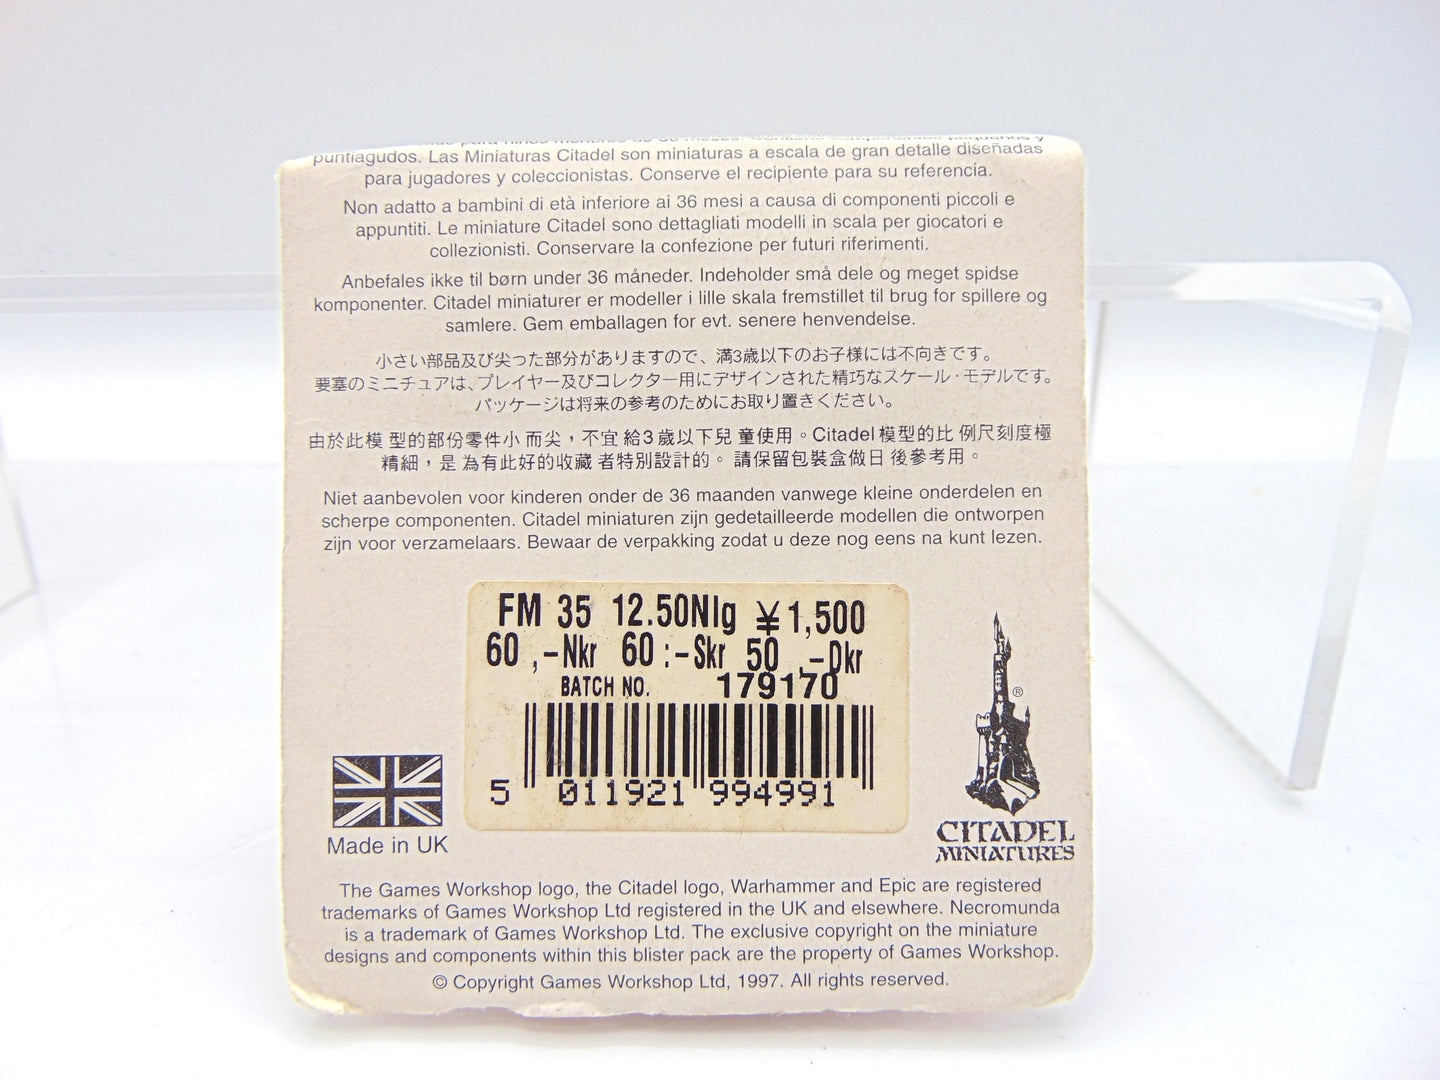 para niños menores de 36 meses. Contiene componentes pequeños y
puntiagudos. Las Miniaturas Citadel son miniaturas a escala de gran detalle diseñadas
para jugadores y coleccionistas. Conserve el recipiente para su referencia.
Non adatto a bambini di età inferiore ai 36 mesi a causa di componenti piccoli e
appuntiti. Le miniature Citadel sono dettagliati modelli in scala per giocatori e
collezionisti. Conservare la confezione per futuri riferimenti.
Anbefales ikke til børn under 36 måneder. Indeholder små dele og meget spidse
komponenter. Citadel miniaturer er modeller i lille skala fremstillet til brug for spillere og
samlere. Gem emballagen for evt. senere henvendelse.
小さい部品及び尖った部分がありますので、満3歳以下のお子様には不向きです。
要塞のミニチュアは、プレイヤー及びコレクター用にデザインされた精巧なスケール・モデルです。
パッケージは将来の参考のためにお取り置きください。
由於此模 型的部份零件小 而尖，不宜 給3歲以下兒 童使用。Citadel模型的比 例尺刻度極
精細，是 為有此好的收藏 者特別設計的。 請保留包裝盒做日 後參考用。
Niet aanbevolen voor kinderen onder de 36 maanden vanwege kleine onderdelen en
scherpe componenten. Citadel miniaturen zijn gedetailleerde modellen die ontworpen
zijn voor verzamelaars. Bewaar de verpakking zodat u deze nog eens na kunt lezen.
FM 35 12.50Nlg ¥1,500
60 ,-Nkr 60 :-Skr 50 ,-Dkr
BATCH NO. 179170
5 011921 994991
Made in UK
®
CITADEL
MINIATURES
The Games Workshop logo, the Citadel logo, Warhammer and Epic are registered
trademarks of Games Workshop Ltd registered in the UK and elsewhere. Necromunda
is a trademark of Games Workshop Ltd. The exclusive copyright on the miniature
designs and components within this blister pack are the property of Games Workshop.
© Copyright Games Workshop Ltd, 1997. All rights reserved.